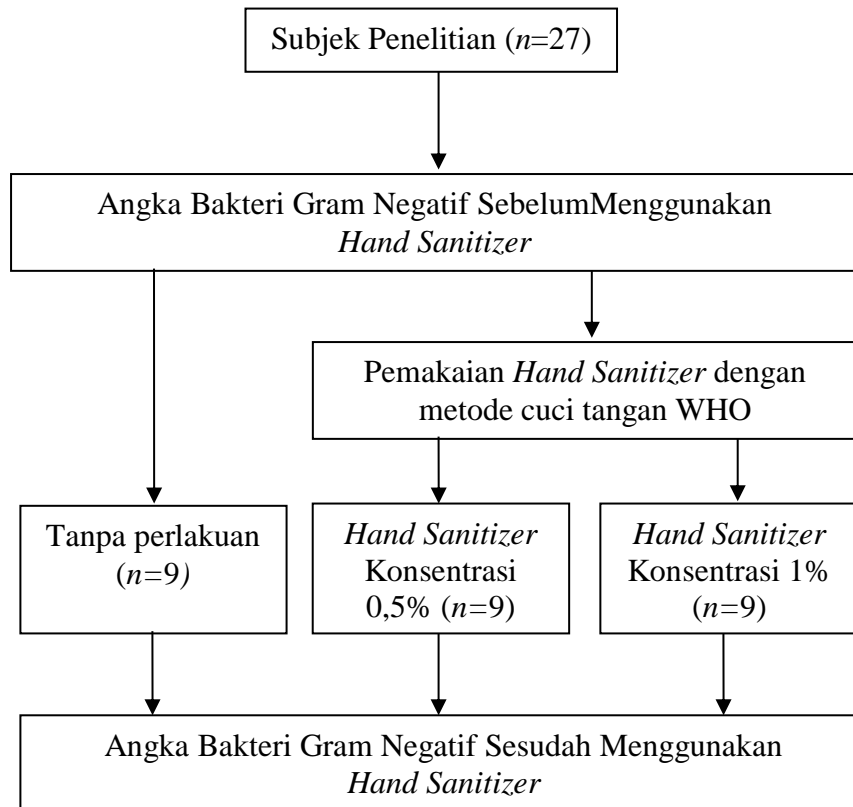 Subjek Penelitian (n=27)
Angka Bakteri Gram Negatif SebelumMenggunakan
Hand Sanitizer
Pemakaian Hand Sanitizer dengan
metode cuci tangan WHO
Tanpa perlakuan
(n=9)
Hand Sanitizer
Konsentrasi
0,5% (n=9)
Hand Sanitizer
Konsentrasi 1%
(n=9)
Angka Bakteri Gram Negatif Sesudah Menggunakan
Hand Sanitizer